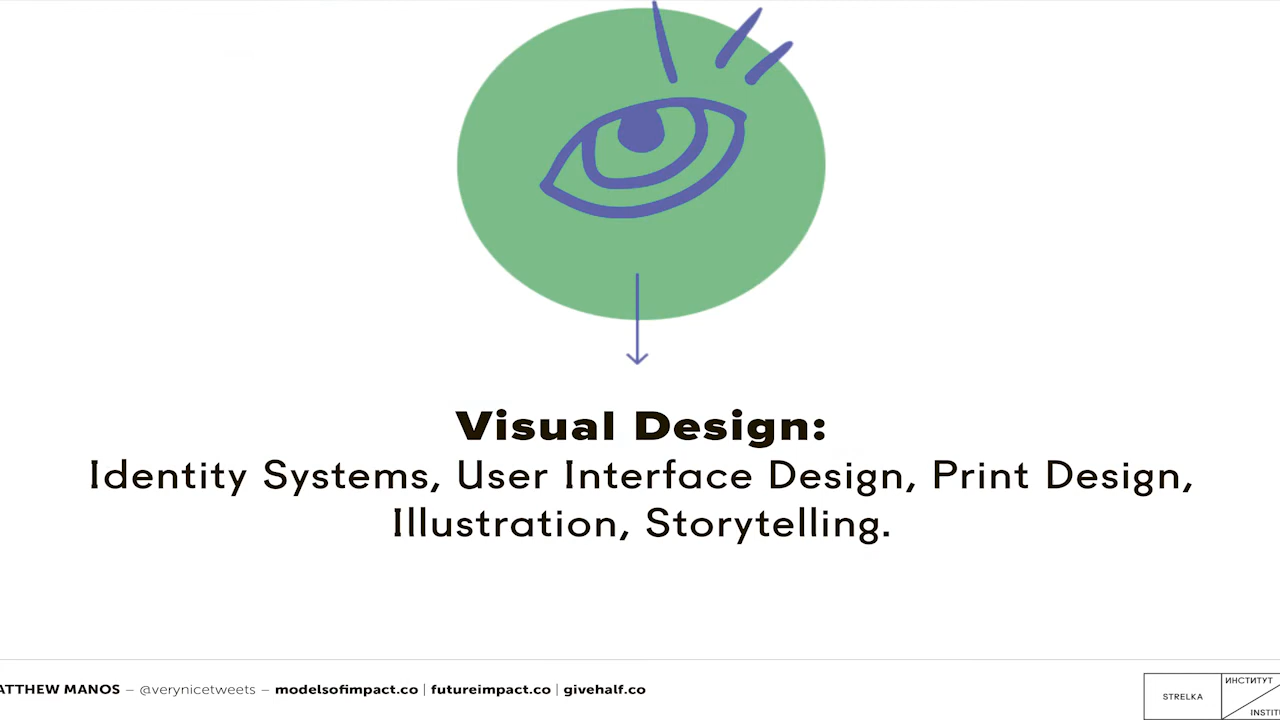 Visual Design:
Identity Systems, User Interface Design, Print Design,
Illustration, Storytelling.
ATTHEW MANOS – @verynicetweets – modelsofimpact.co | futureimpact.co | givehalf.co
STRELKA
ИНСТИТУТ
INSTIT